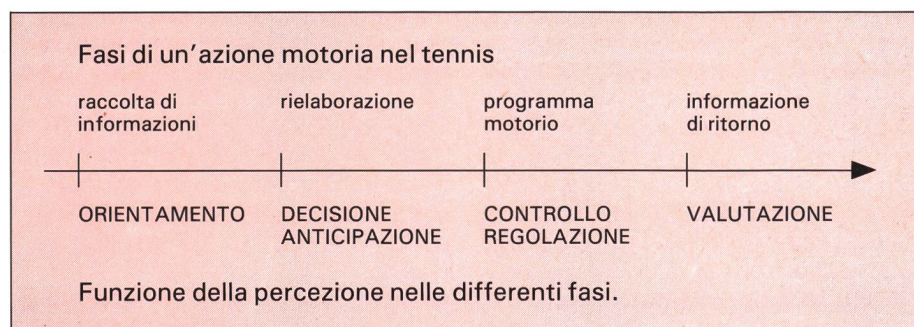 Fasi di un'azione motoria nel tennis
raccolta di informazioni
rielaborazione
programma motorio
informazione di ritorno
ORIENTAMENTO
DECISIONE ANTICIPAZIONE
CONTROLLO REGOLAZIONE
VALUTAZIONE
Funzione della percezione nelle differenti fasi.